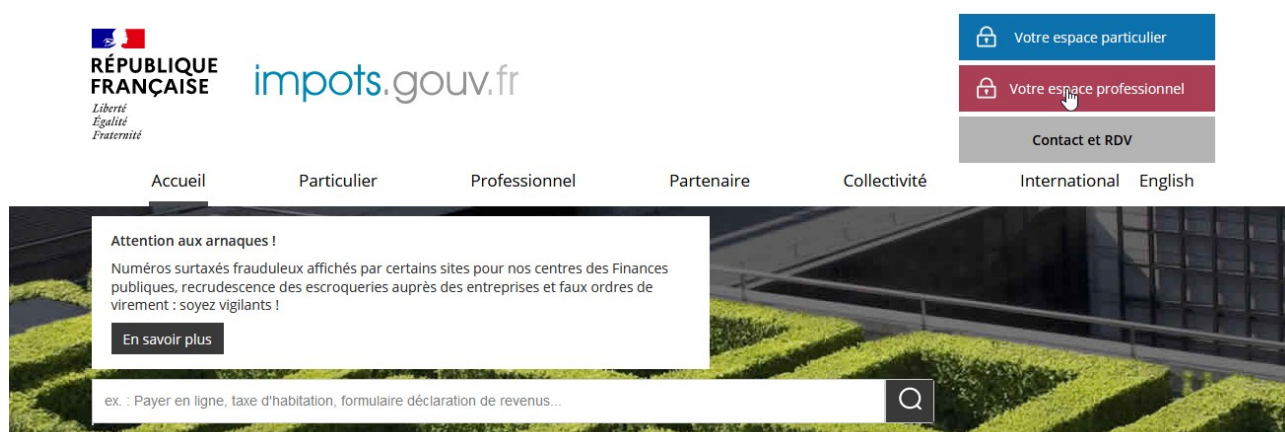 RÉPUBLIQUE
FRANÇAISE
Liberté
Égalité
Fraternité
impots.gouv.fr
Votre espace particulier
Votre espace professionnel
Contact et RDV
Accueil Particulier Professionnel Partenaire Collectivité International English
Attention aux arnaques !
Numéros surtaxés frauduleux affichés par certains sites pour nos centres des Finances
publiques, recrudescence des escroqueries auprès des entreprises et faux ordres de
virement : soyez vigilants !
En savoir plus
ex. : Payer en ligne, taxe d'habitation, formulaire déclaration de revenus...